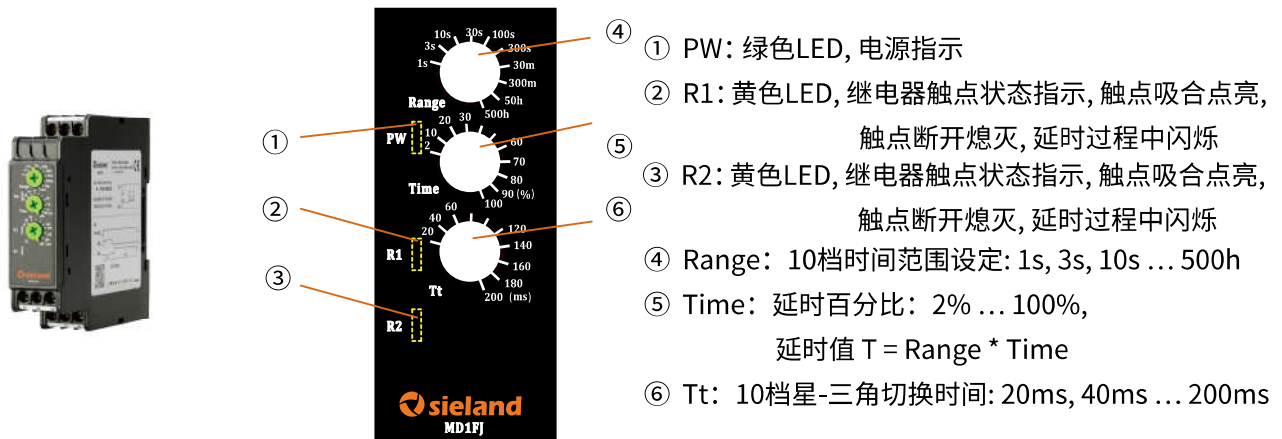 ① PW: 绿色LED, 电源指示
② R1: 黄色LED, 继电器触点状态指示, 触点吸合点亮,
触点断开熄灭, 延时过程中闪烁
③ R2: 黄色LED, 继电器触点状态指示, 触点吸合点亮,
触点断开熄灭, 延时过程中闪烁
④ Range: 10档时间范围设定: 1s, 3s, 10s … 500h
⑤ Time: 延时百分比: 2% … 100%,
延时值 T = Range * Time
⑥ Tt: 10档星-三角切换时间: 20ms, 40ms … 200ms
①
②
③
④
⑤
⑥
1s 3s 10s 30s 100s 300s 30m 300m 50h 500h
Range
PW
2 10 20 30 60 70 80 90 (%) 100
Time
R1
20 40 60 120 140 160 180 200 (ms)
Tt
R2
sieland
MD1FJ
sieland